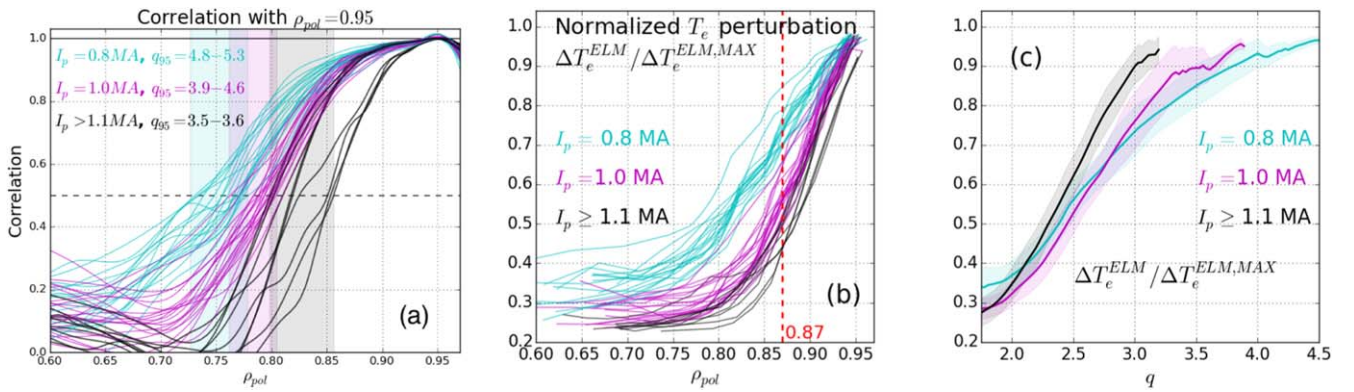 Correlation with ρ_pol =0.95
I_p =0.8MA, q_95 =4.8−5.3
I_p =1.0MA, q_95 =3.9−4.6
I_p >1.1MA, q_95 =3.5−3.6
(a)
Correlation
1.0
0.8
0.6
0.4
0.2
0.0
0.60 0.65 0.70 0.75 0.80 0.85 0.90 0.95
ρ_pol
Normalized T_e perturbation
ΔT_e^ELM /ΔT_e^ELM,MAX
I_p = 0.8 MA
I_p =1.0 MA
I_p ≥ 1.1 MA
(b)
0.87
1.0
0.9
0.8
0.7
0.6
0.5
0.4
0.3
0.2
0.60 0.65 0.70 0.75 0.80 0.85 0.90 0.95
ρ_pol
(c)
I_p = 0.8 MA
I_p =1.0 MA
I_p ≥ 1.1 MA
ΔT_e^ELM /ΔT_e^ELM,MAX
1.0
0.9
0.8
0.7
0.6
0.5
0.4
0.3
0.2
2.0 2.5 3.0 3.5 4.0 4.5
q